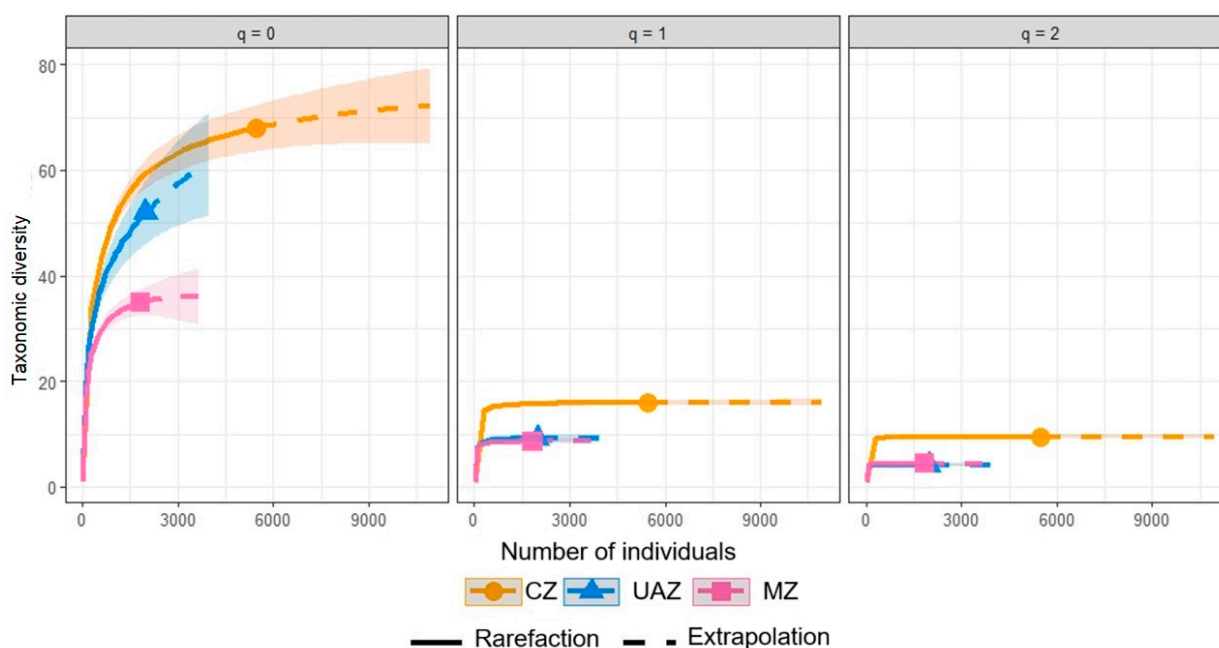 q = 0 q = 1 q = 2
80
60
40
20
0
Taxonomic diversity
0 3000 6000 9000 0 3000 6000 9000 0 3000 6000 9000
Number of individuals
CZ UAZ MZ
Rarefaction Extrapolation